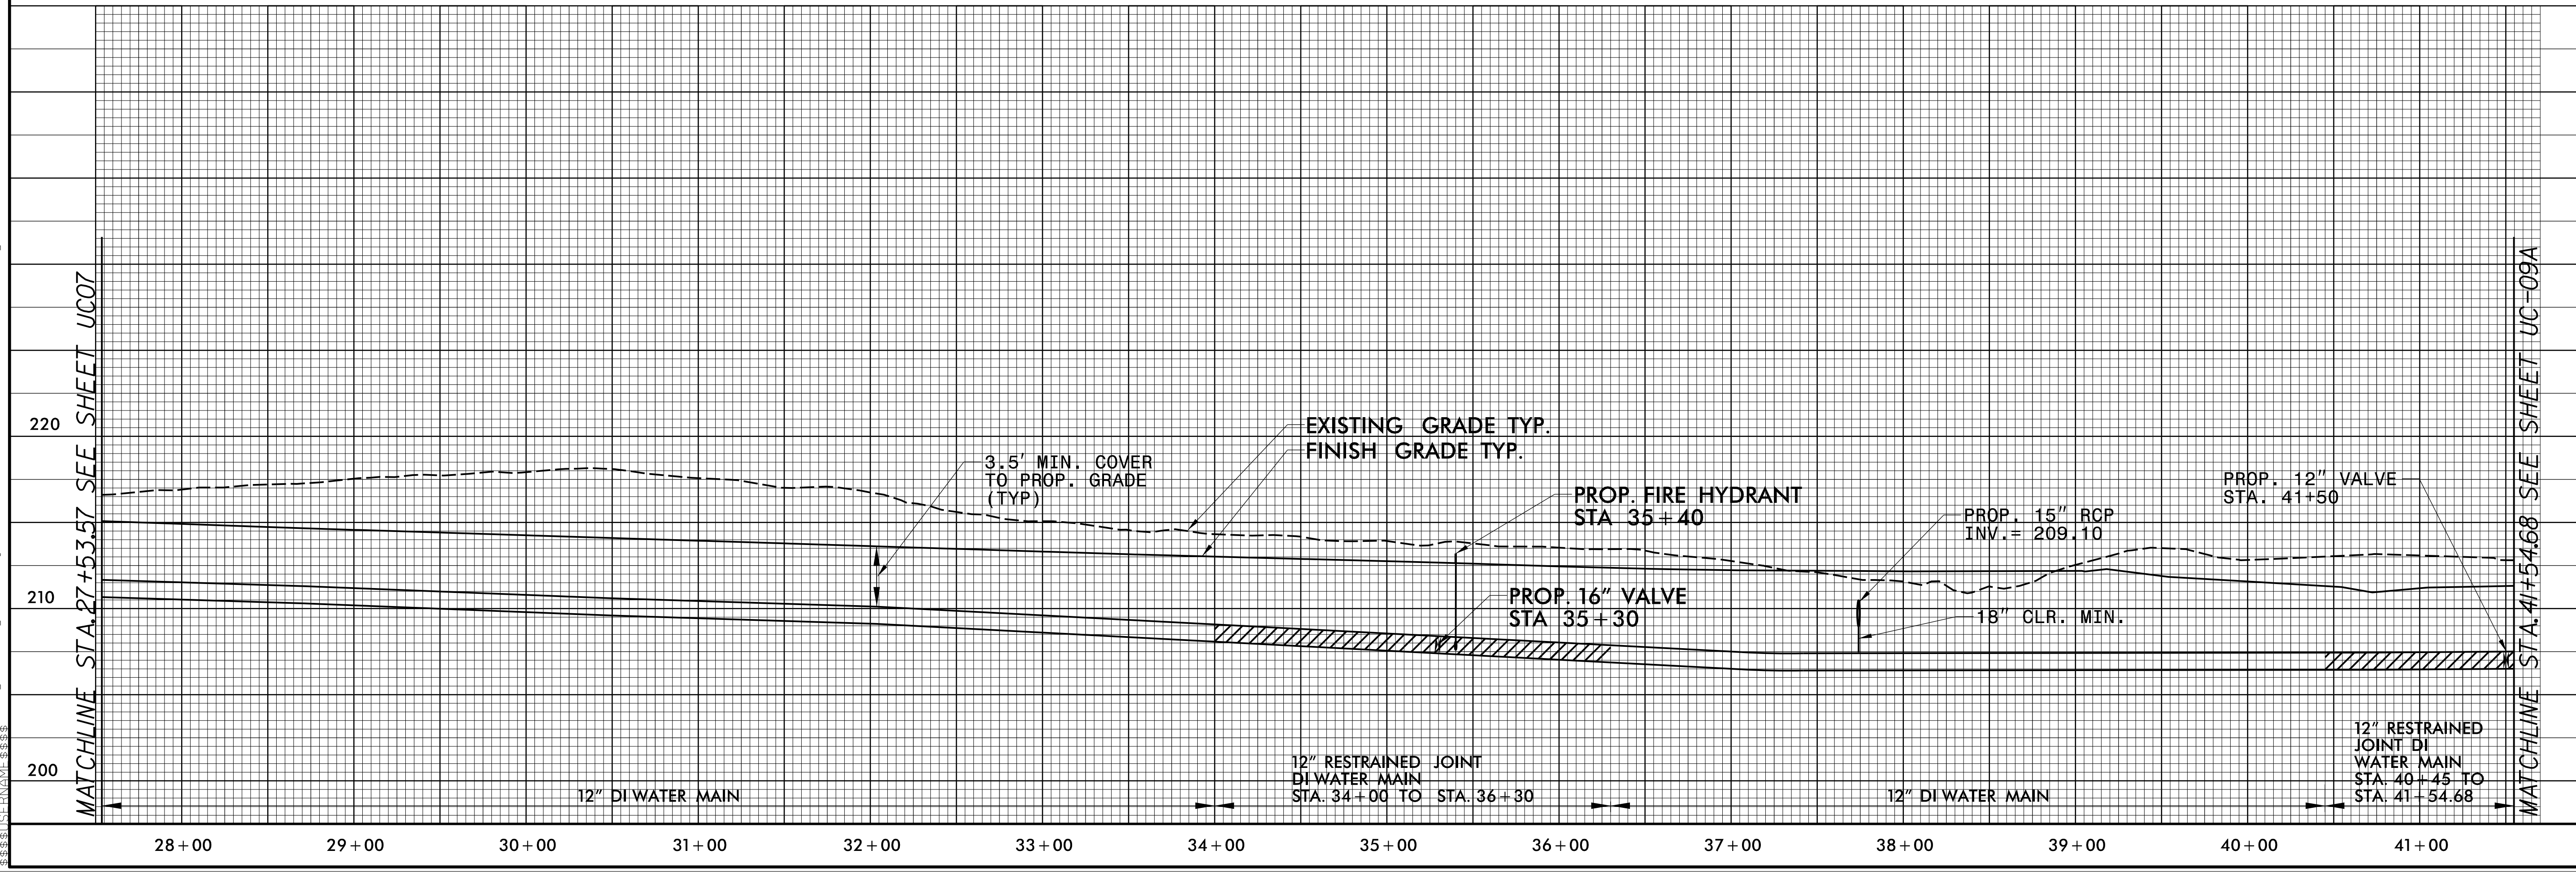 MATCHLINE STA.27+53.57 SEE SHEET UC07
220
210
200
3.5' MIN. COVER
TO PROP. GRADE
(TYP)
EXISTING GRADE TYP.
FINISH GRADE TYP.
PROP. FIRE HYDRANT
STA 35+40
PROP. 16" VALVE
STA 35+30
PROP. 15" RCP
INV.= 209.10
18" CLR. MIN.
PROP. 12" VALVE
STA. 41+50
MATCHLINE STA.41+54.68 SEE SHEET UC-09A
12" DI WATER MAIN
12" RESTRAINED JOINT
DI WATER MAIN
STA. 34+00 TO STA. 36+30
12" DI WATER MAIN
12" RESTRAINED
JOINT DI
WATER MAIN
STA. 40+45 TO
STA. 41+54.68
28+00 29+00 30+00 31+00 32+00 33+00 34+00 35+00 36+00 37+00 38+00 39+00 40+00 41+00
$$$$USERNAME$$$$